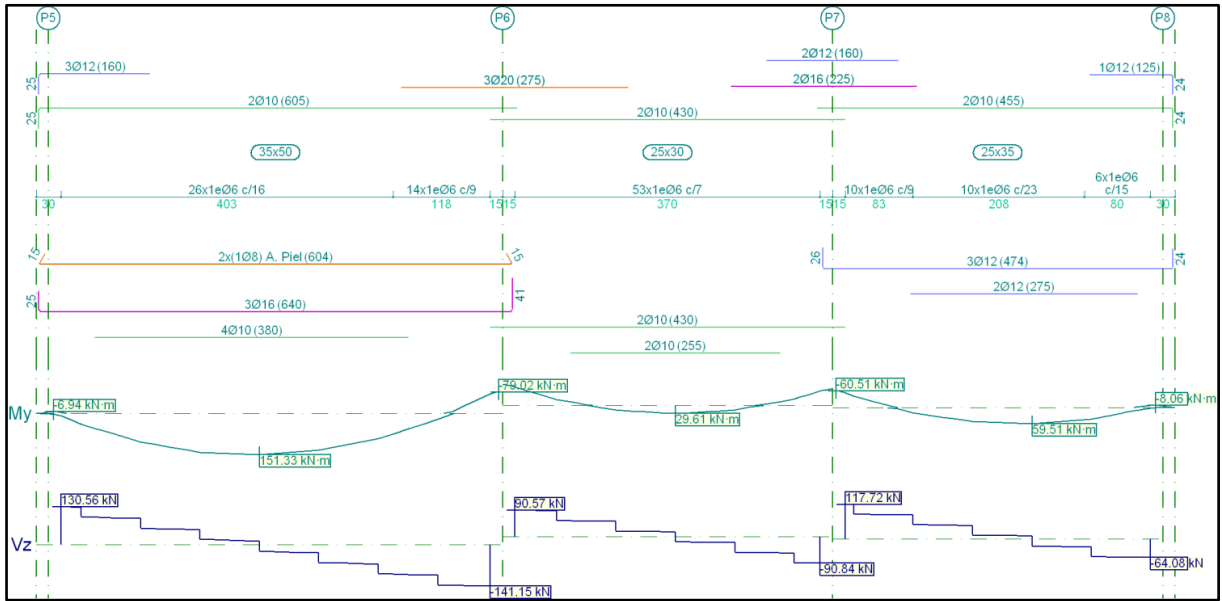 P5 P6 P7 P8
2Ø12 (160)
3Ø12 (160) 1Ø12 (125)
25 3Ø20 (275) 2Ø16 (225) 24
2Ø10 (605) 2Ø10 (455)
25 2Ø10 (430) 24
35x50 25x30 25x35
6x1eØ6
26x1eØ6 c/16 14x1eØ6 c/9 53x1eØ6 c/7 10x1eØ6 c/9 10x1eØ6 c/23 c/15
30 403 118 1515 370 1515 83 208 80 30
15 2x(1Ø8) A. Piel (604) 15 26 3Ø12 (474) 24
2Ø12 (275)
25 3Ø16 (640) 41
2Ø10 (430)
4Ø10 (380)
2Ø10 (255)
-79.02 kN·m -60.51 kN·m
-6.94 kN·m -8.06 kN·m
My
29.61 kN·m
59.51 kN·m
151.33 kN·m
130.56 kN 90.57 kN 117.72 kN
Vz
-90.84 kN -64.08 kN
-141.15 kN